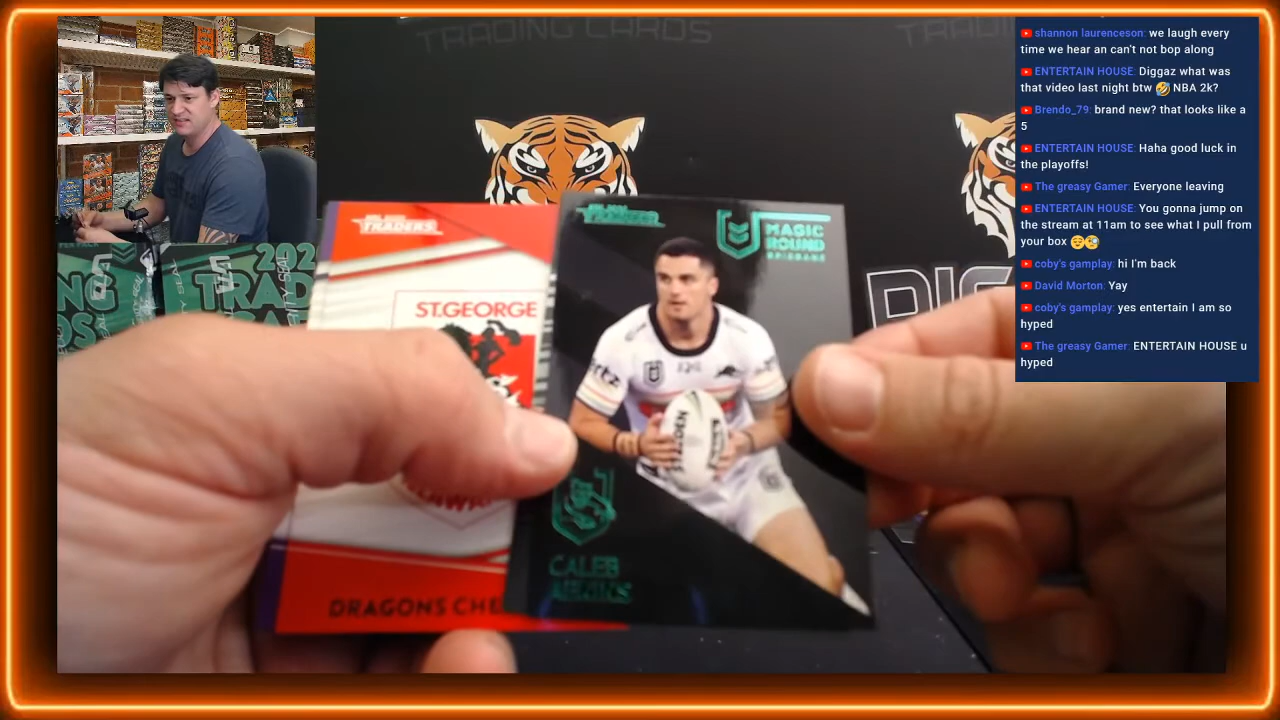 TRADING CARDS
shannon laurenceson: we laugh every
time we hear an can't not bop along
ENTERTAIN HOUSE: Diggaz what was
that video last night btw 🤣 NBA 2k?
Brendo_79: brand new? that looks like a
5
ENTERTAIN HOUSE: Haha good luck in
the playoffs!
The greasy Gamer: Everyone leaving
ENTERTAIN HOUSE: You gonna jump on
the stream at 11am to see what I pull from
your box
coby's gamplay: hi I'm back
David Morton: Yay
coby's gamplay: yes entertain I am so
hyped
The greasy Gamer: ENTERTAIN HOUSE u
hyped
TRADERS
ST.GEORGE
DRAGONS CHE
MAGIC
ROUND
BRISBANE
STEEDEN
CALEB
202
TRAD